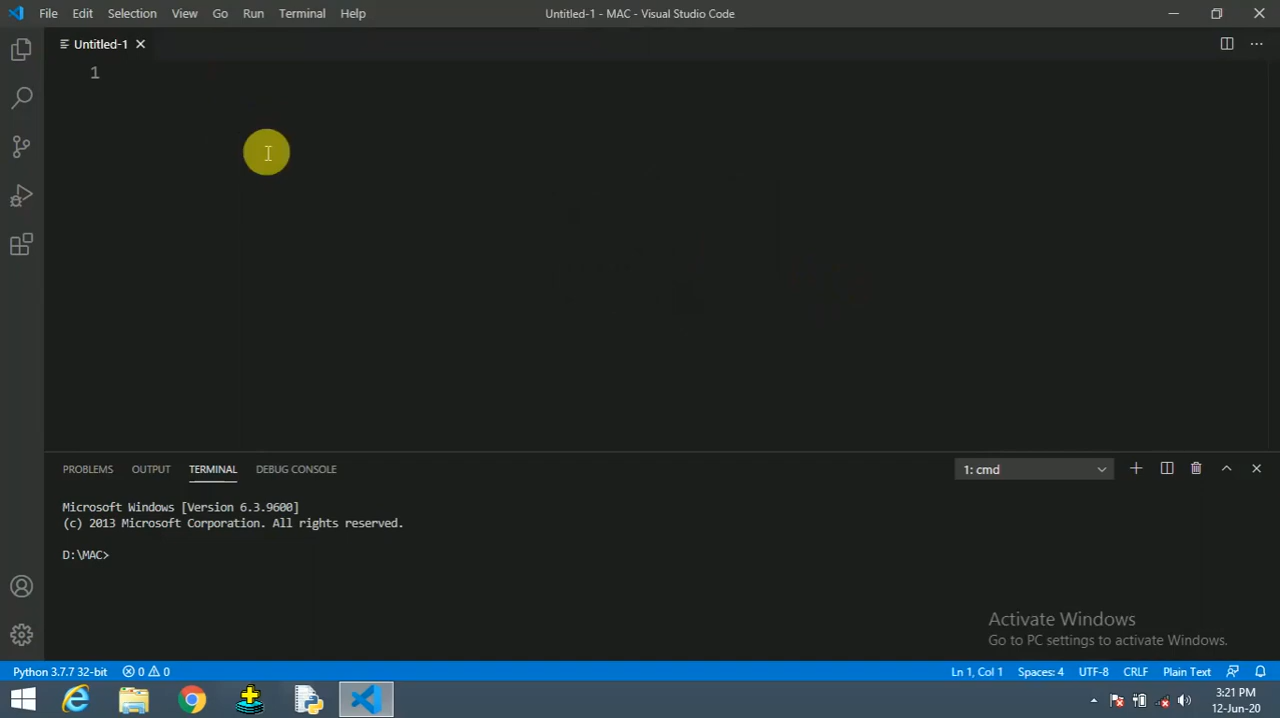 File Edit Selection View Go Run Terminal Help Untitled-1 - MAC - Visual Studio Code
Untitled-1
1
PROBLEMS OUTPUT TERMINAL DEBUG CONSOLE 1: cmd
Microsoft Windows [Version 6.3.9600]
(c) 2013 Microsoft Corporation. All rights reserved.
D:\MAC>
Activate Windows
Go to PC settings to activate Windows.
Python 3.7.7 32-bit 0 0 Ln 1, Col 1 Spaces: 4 UTF-8 CRLF Plain Text
3:21 PM
12-Jun-20